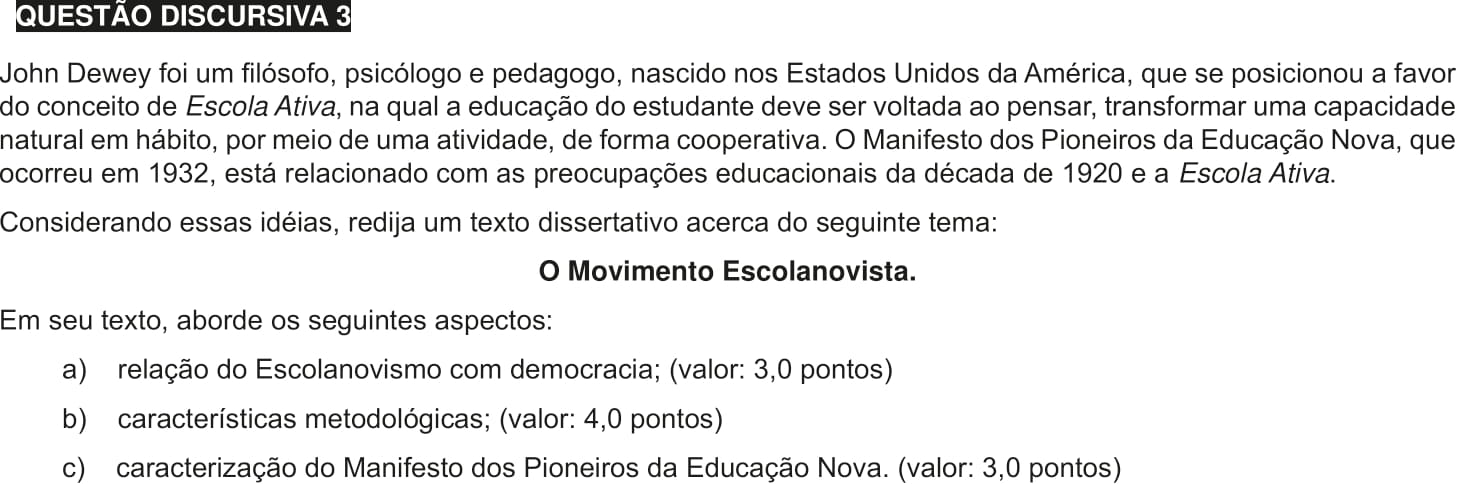 QUESTÃO DISCURSIVA 3
John Dewey foi um filósofo, psicólogo e pedagogo, nascido nos Estados Unidos da América, que se posicionou a favor
do conceito de Escola Ativa, na qual a educação do estudante deve ser voltada ao pensar, transformar uma capacidade
natural em hábito, por meio de uma atividade, de forma cooperativa. O Manifesto dos Pioneiros da Educação Nova, que
ocorreu em 1932, está relacionado com as preocupações educacionais da década de 1920 e a Escola Ativa.
Considerando essas idéias, redija um texto dissertativo acerca do seguinte tema:
O Movimento Escolanovista.
Em seu texto, aborde os seguintes aspectos:
a) relação do Escolanovismo com democracia; (valor: 3,0 pontos)
b) características metodológicas; (valor: 4,0 pontos)
c) caracterização do Manifesto dos Pioneiros da Educação Nova. (valor: 3,0 pontos)